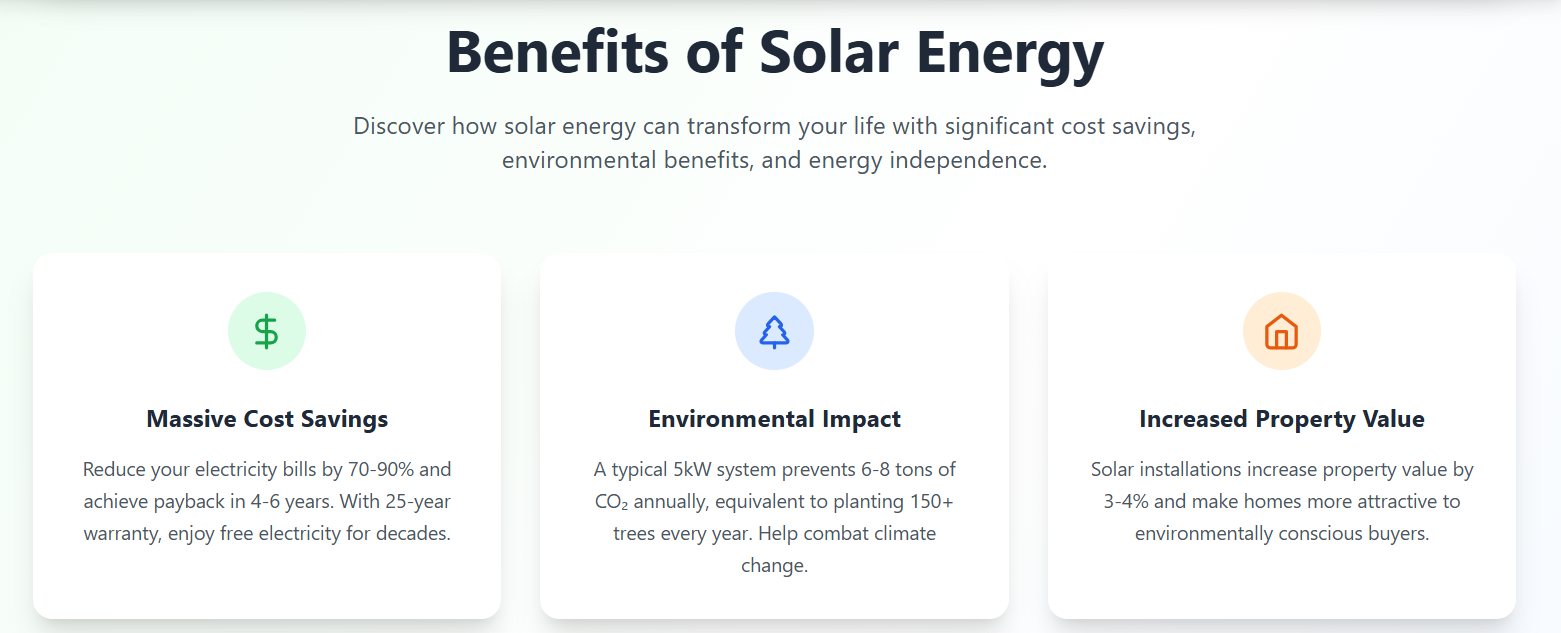 Benefits of Solar Energy
Discover how solar energy can transform your life with significant cost savings,
environmental benefits, and energy independence.
Massive Cost Savings
Reduce your electricity bills by 70-90% and
achieve payback in 4-6 years. With 25-year
warranty, enjoy free electricity for decades.
Environmental Impact
A typical 5kW system prevents 6-8 tons of
CO₂ annually, equivalent to planting 150+
trees every year. Help combat climate
change.
Increased Property Value
Solar installations increase property value by
3-4% and make homes more attractive to
environmentally conscious buyers.